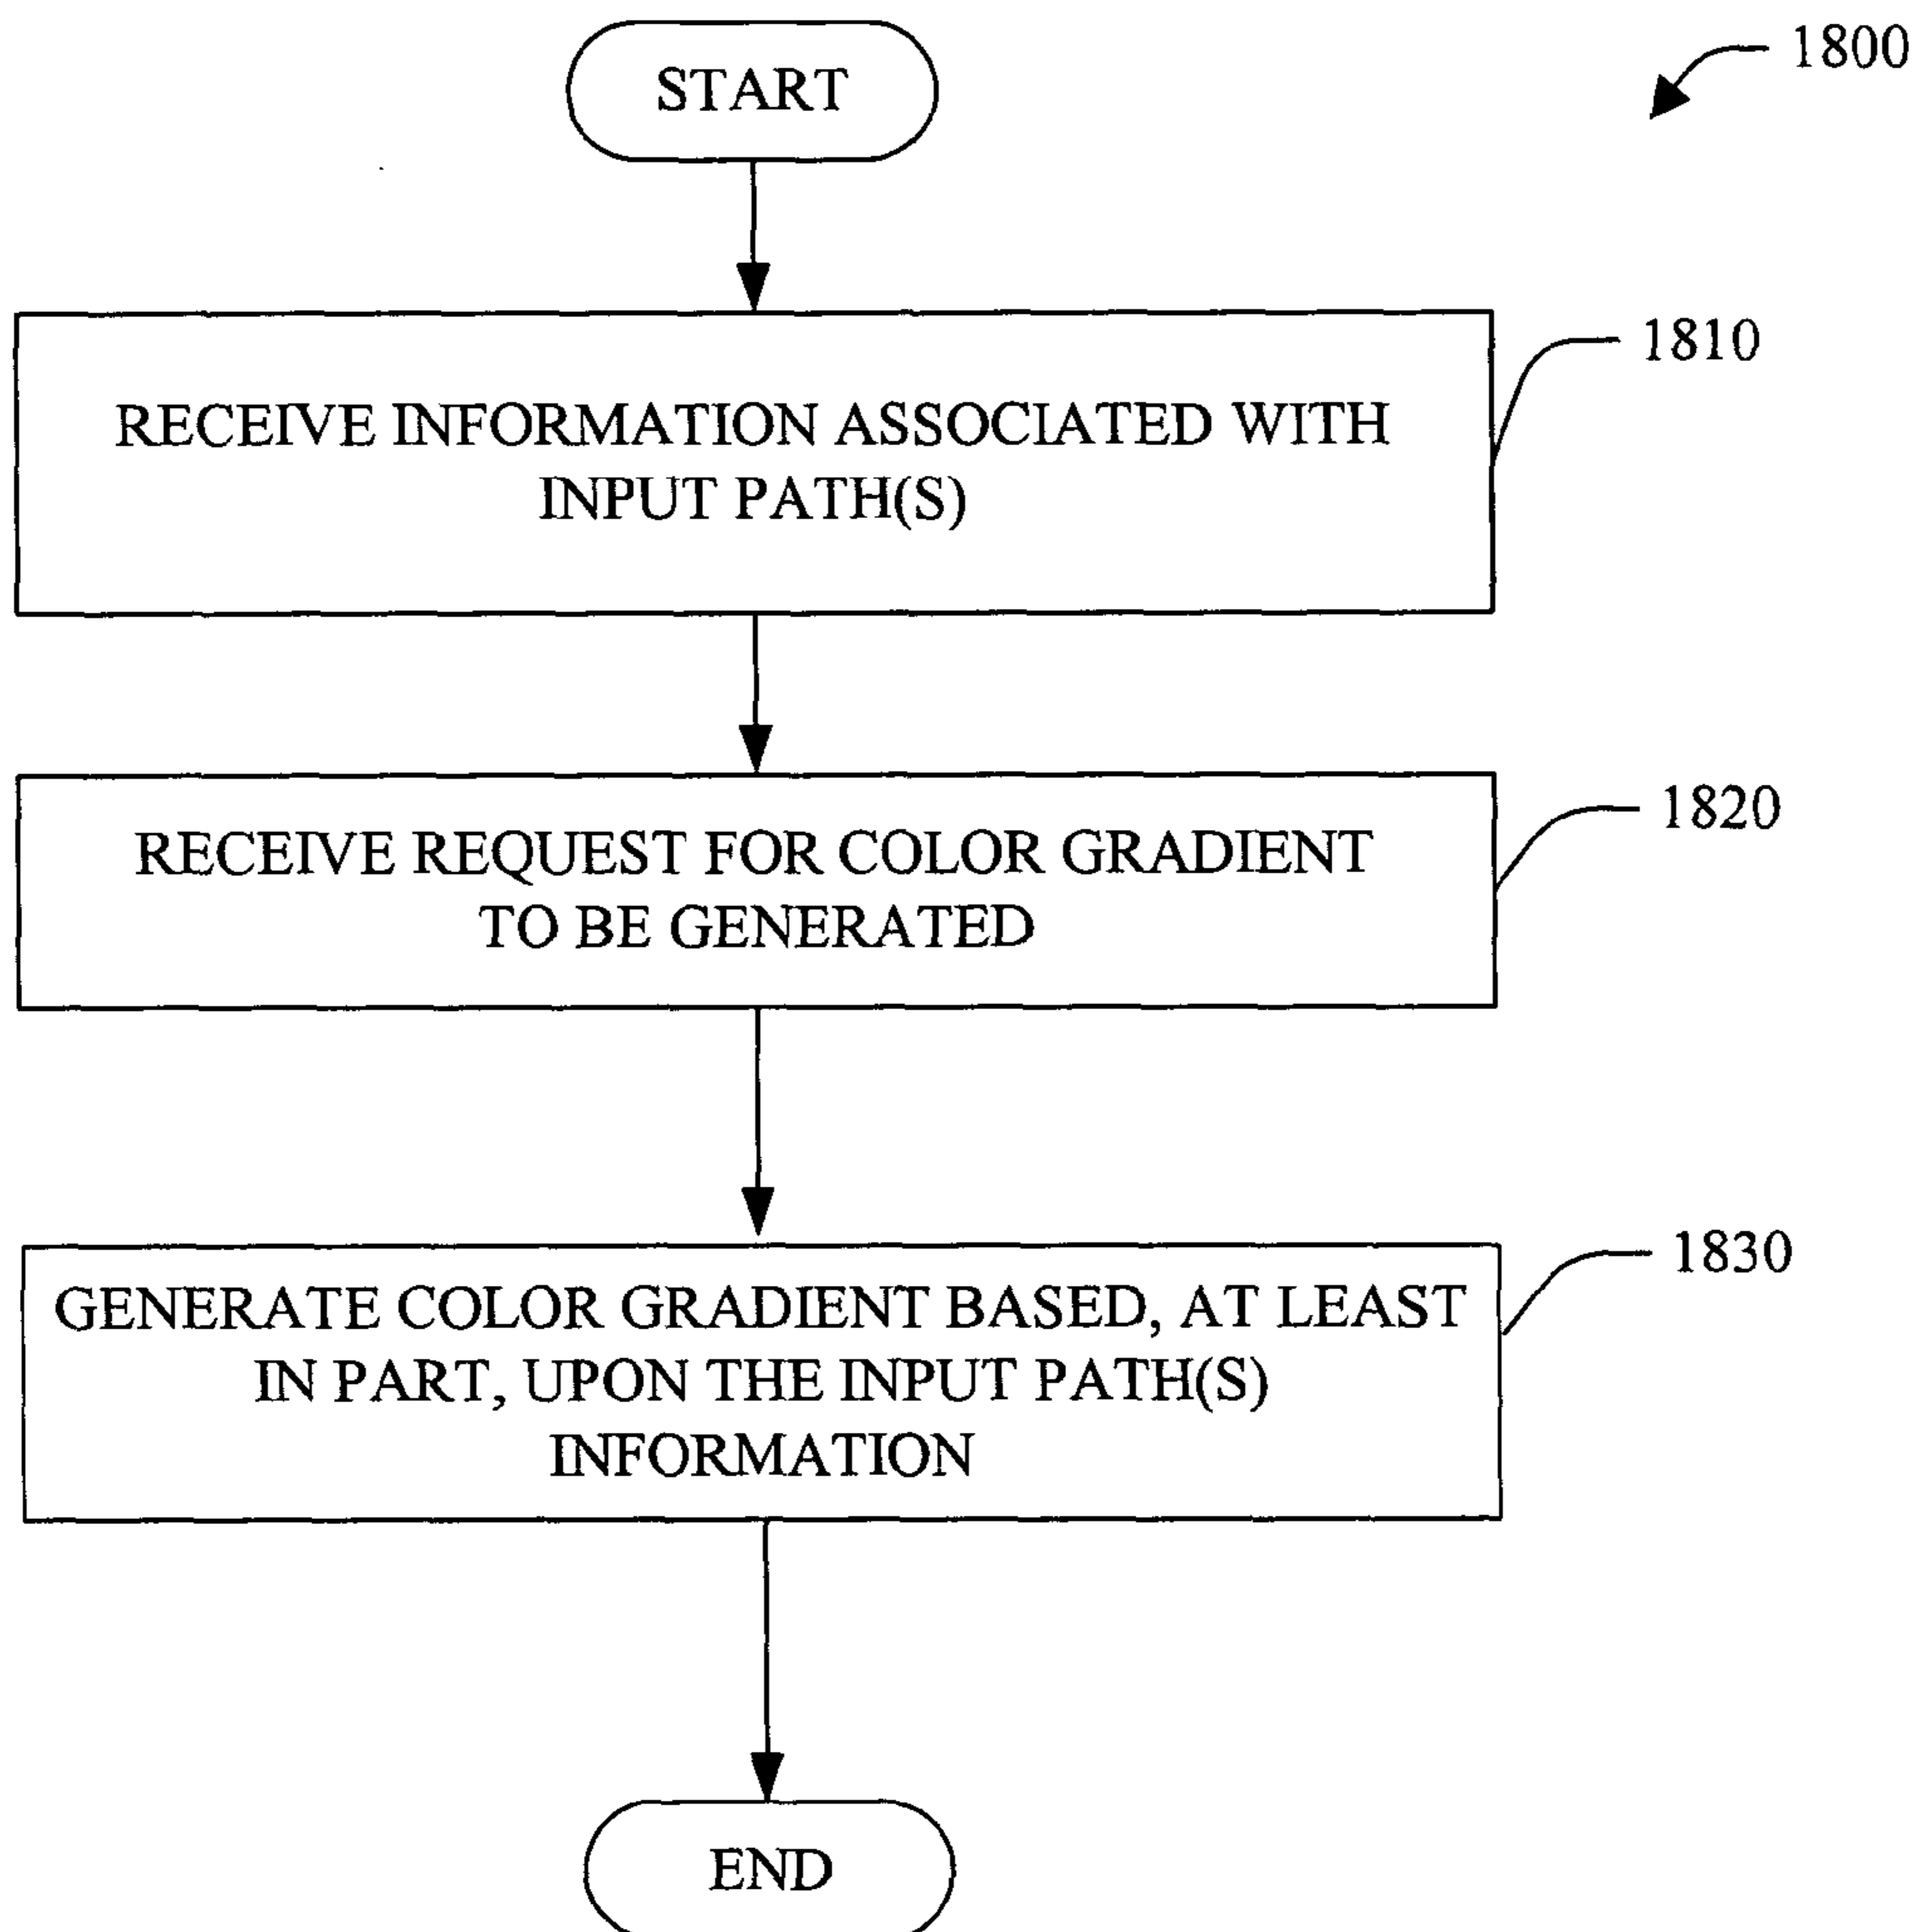 START
1800
RECEIVE INFORMATION ASSOCIATED WITH
INPUT PATH(S)
1810
RECEIVE REQUEST FOR COLOR GRADIENT
TO BE GENERATED
1820
GENERATE COLOR GRADIENT BASED, AT LEAST
IN PART, UPON THE INPUT PATH(S)
INFORMATION
1830
END